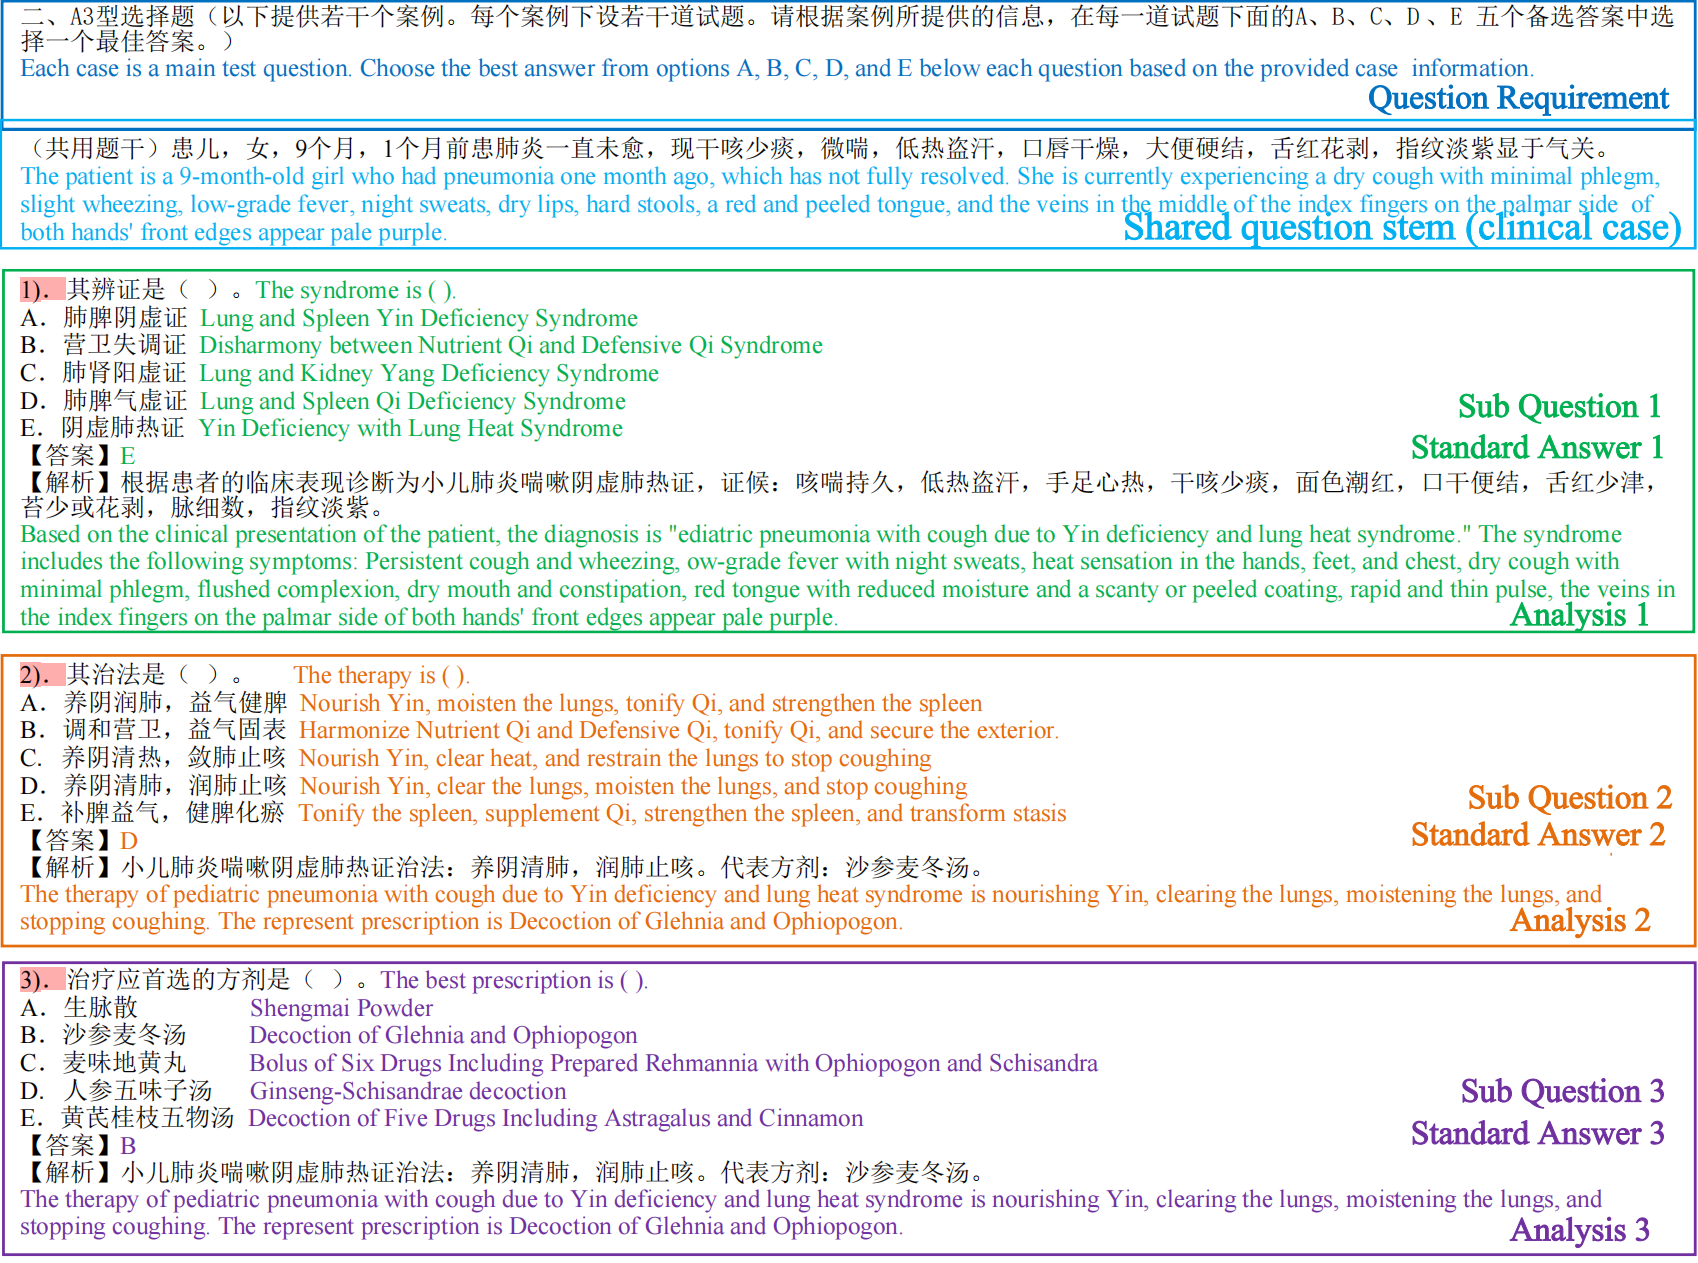 二、A3型选择题（以下提供若干个案例。每个案例下设若干道试题。请根据案例所提供的信息，在每一道试题下面的A、B、C、D 、E 五个备选答案中选
择一个最佳答案。）
Each case is a main test question. Choose the best answer from options A, B, C, D, and E below each question based on the provided case information.
Question Requirement
（共用题干）患儿，女，9个月，1个月前患肺炎一直未愈，现干咳少痰，微喘，低热盗汗，口唇干燥，大便硬结，舌红花剥，指纹淡紫显于气关。
The patient is a 9-month-old girl who had pneumonia one month ago, which has not fully resolved. She is currently experiencing a dry cough with minimal phlegm,
slight wheezing, low-grade fever, night sweats, dry lips, hard stools, a red and peeled tongue, and the veins in the middle of the index fingers on the palmar side of
both hands' front edges appear pale purple.
Shared question stem (clinical case)
1). 其辨证是（ ）。The syndrome is ( ).
A. 肺脾阴虚证 Lung and Spleen Yin Deficiency Syndrome
B. 营卫失调证 Disharmony between Nutrient Qi and Defensive Qi Syndrome
C. 肺肾阳虚证 Lung and Kidney Yang Deficiency Syndrome
D. 肺脾气虚证 Lung and Spleen Qi Deficiency Syndrome
E. 阴虚肺热证 Yin Deficiency with Lung Heat Syndrome
Sub Question 1
【答案】E
Standard Answer 1
【解析】根据患者的临床表现诊断为小儿肺炎喘嗽阴虚肺热证，证候：咳喘持久，低热盗汗，手足心热，干咳少痰，面色潮红，口干便结，舌红少津，
苔少或花剥，脉细数，指纹淡紫。
Based on the clinical presentation of the patient, the diagnosis is "ediatric pneumonia with cough due to Yin deficiency and lung heat syndrome." The syndrome
includes the following symptoms: Persistent cough and wheezing, ow-grade fever with night sweats, heat sensation in the hands, feet, and chest, dry cough with
minimal phlegm, flushed complexion, dry mouth and constipation, red tongue with reduced moisture and a scanty or peeled coating, rapid and thin pulse, the veins in
the index fingers on the palmar side of both hands' front edges appear pale purple.
Analysis 1
2). 其治法是（ ）。 The therapy is ( ).
A. 养阴润肺，益气健脾 Nourish Yin, moisten the lungs, tonify Qi, and strengthen the spleen
B. 调和营卫，益气固表 Harmonize Nutrient Qi and Defensive Qi, tonify Qi, and secure the exterior.
C. 养阴清热，敛肺止咳 Nourish Yin, clear heat, and restrain the lungs to stop coughing
D. 养阴清肺，润肺止咳 Nourish Yin, clear the lungs, moisten the lungs, and stop coughing
E. 补脾益气，健脾化瘀 Tonify the spleen, supplement Qi, strengthen the spleen, and transform stasis
Sub Question 2
【答案】D
Standard Answer 2
【解析】小儿肺炎喘嗽阴虚肺热证治法：养阴清肺，润肺止咳。代表方剂：沙参麦冬汤。
The therapy of pediatric pneumonia with cough due to Yin deficiency and lung heat syndrome is nourishing Yin, clearing the lungs, moistening the lungs, and
stopping coughing. The represent prescription is Decoction of Glehnia and Ophiopogon.
Analysis 2
3). 治疗应首选的方剂是（ ）。The best prescription is ( ).
A. 生脉散 Shengmai Powder
B. 沙参麦冬汤 Decoction of Glehnia and Ophiopogon
C. 麦味地黄丸 Bolus of Six Drugs Including Prepared Rehmannia with Ophiopogon and Schisandra
D. 人参五味子汤 Ginseng-Schisandrae decoction
E. 黄芪桂枝五物汤 Decoction of Five Drugs Including Astragalus and Cinnamon
Sub Question 3
【答案】B
Standard Answer 3
【解析】小儿肺炎喘嗽阴虚肺热证治法：养阴清肺，润肺止咳。代表方剂：沙参麦冬汤。
The therapy of pediatric pneumonia with cough due to Yin deficiency and lung heat syndrome is nourishing Yin, clearing the lungs, moistening the lungs, and
stopping coughing. The represent prescription is Decoction of Glehnia and Ophiopogon.
Analysis 3